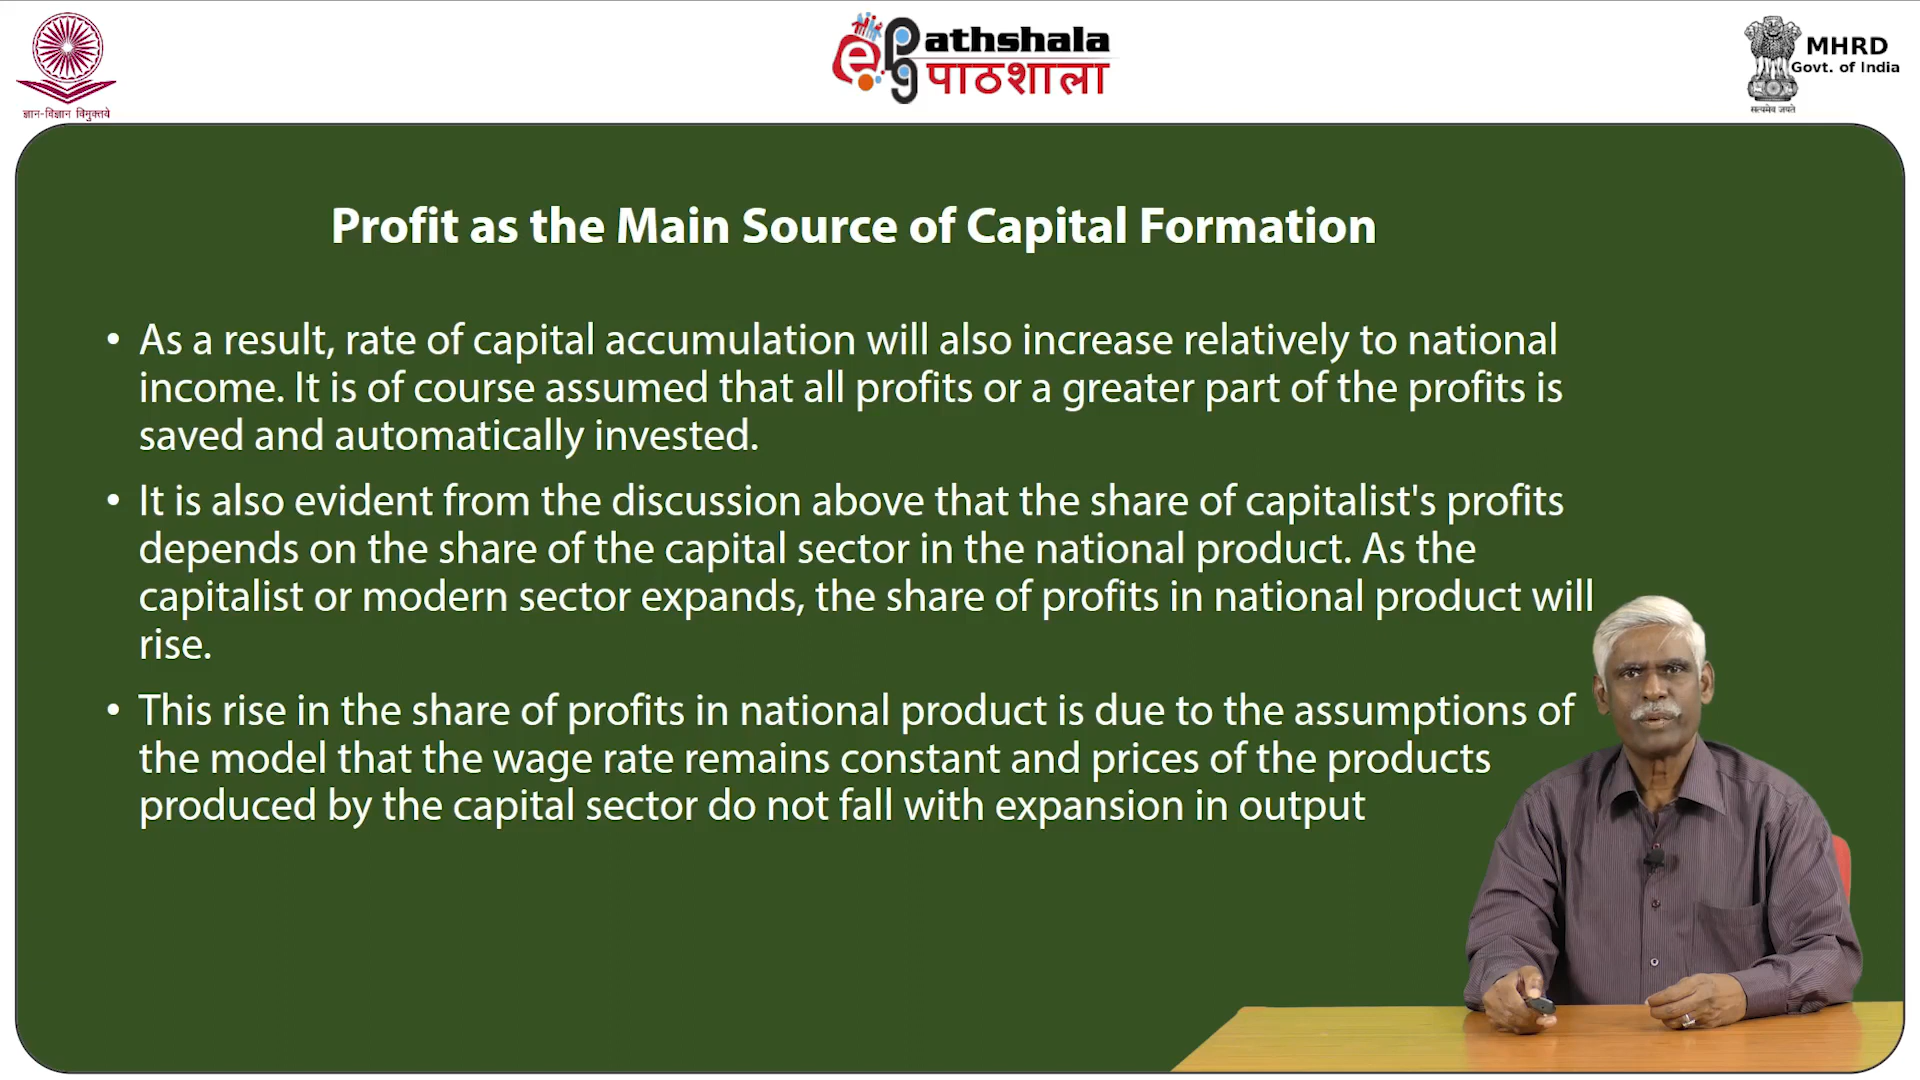 ज्ञान-विज्ञान विमुक्तये
ePathshala
पाठशाला
MHRD
Govt. of India
सत्यमेव जयते
Profit as the Main Source of Capital Formation
• As a result, rate of capital accumulation will also increase relatively to national
income. It is of course assumed that all profits or a greater part of the profits is
saved and automatically invested.
• It is also evident from the discussion above that the share of capitalist's profits
depends on the share of the capital sector in the national product. As the
capitalist or modern sector expands, the share of profits in national product will
rise.
• This rise in the share of profits in national product is due to the assumptions of
the model that the wage rate remains constant and prices of the products
produced by the capital sector do not fall with expansion in output